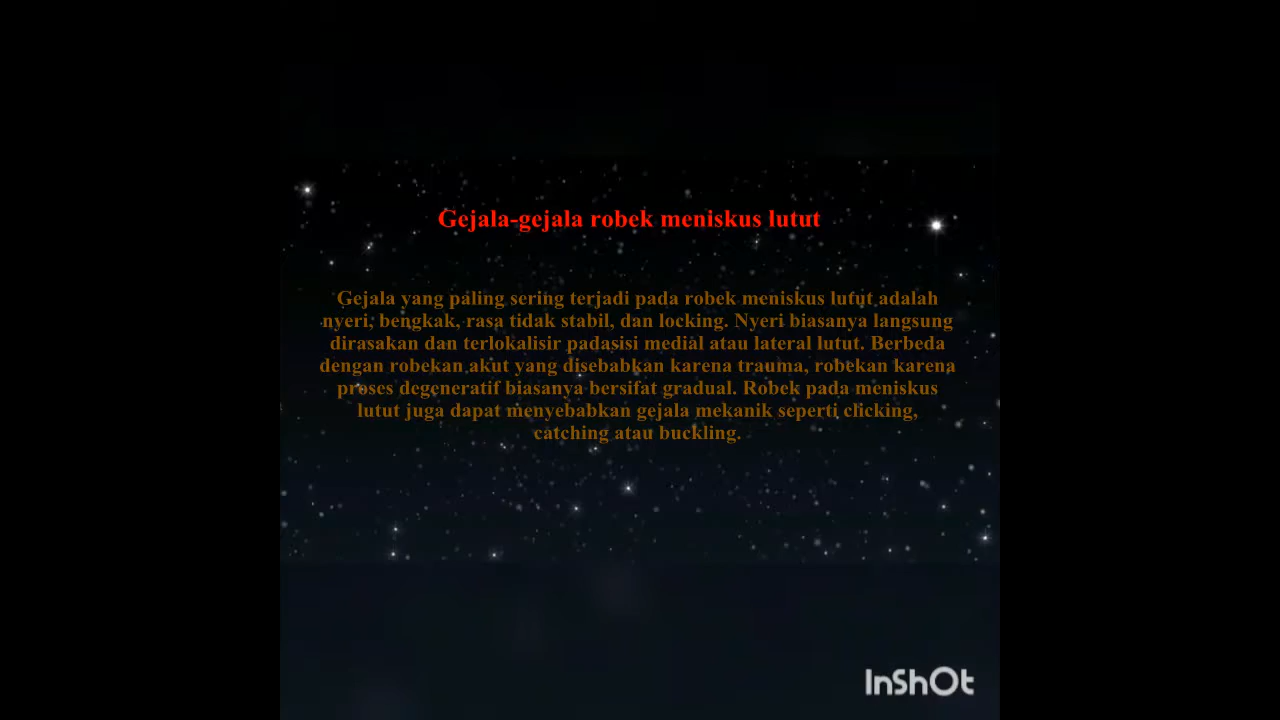 Gejala-gejala robek meniskus lutut
Gejala yang paling sering terjadi pada robek meniskus lutut adalah
nyeri, bengkak, rasa tidak stabil, dan locking. Nyeri biasanya langsung
dirasakan dan terlokalisir padasisi medial atau lateral lutut. Berbeda
dengan robekan akut yang disebabkan karena trauma, robekan karena
proses degeneratif biasanya bersifat gradual. Robek pada meniskus
lutut juga dapat menyebabkan gejala mekanik seperti clicking,
catching atau buckling.
InShOt